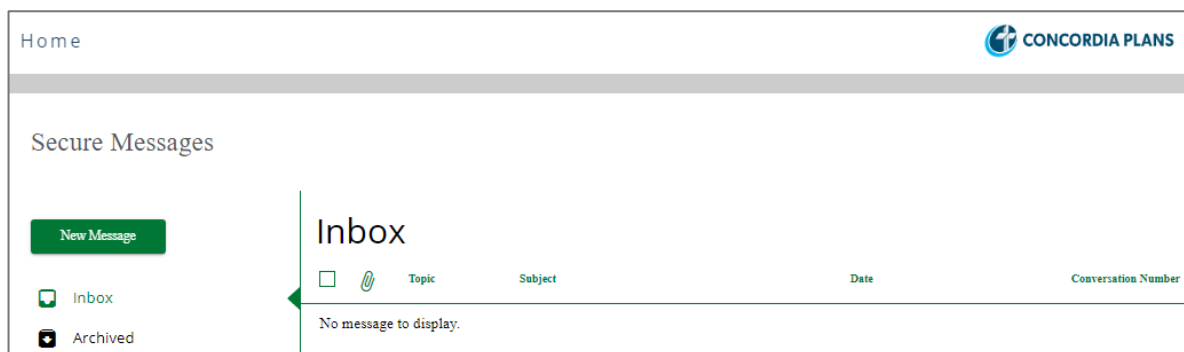 Home
CONCORDIA PLANS
Secure Messages
New Message
Inbox
Archived
Inbox
Topic Subject Date Conversation Number
No message to display.